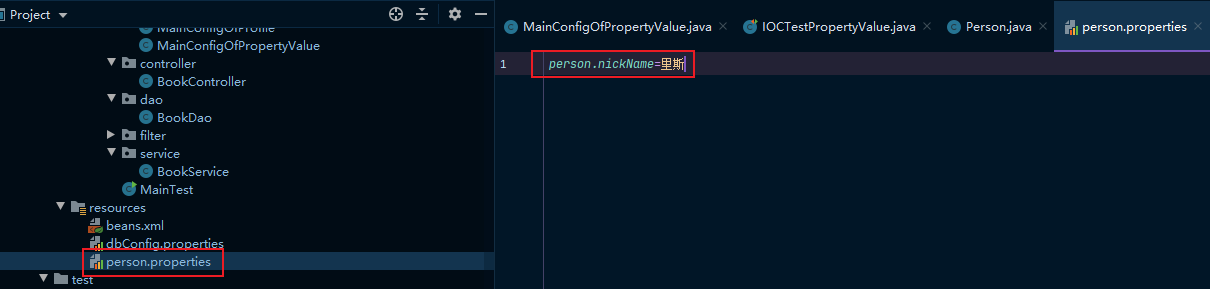 Project
MainConfigOfProfile
MainConfigOfPropertyValue
controller
BookController
dao
BookDao
filter
service
BookService
MainTest
resources
beans.xml
dbConfig.properties
person.properties
test
MainConfigOfPropertyValue.java
IOCTestPropertyValue.java
Person.java
person.properties
1 person.nickName=里斯